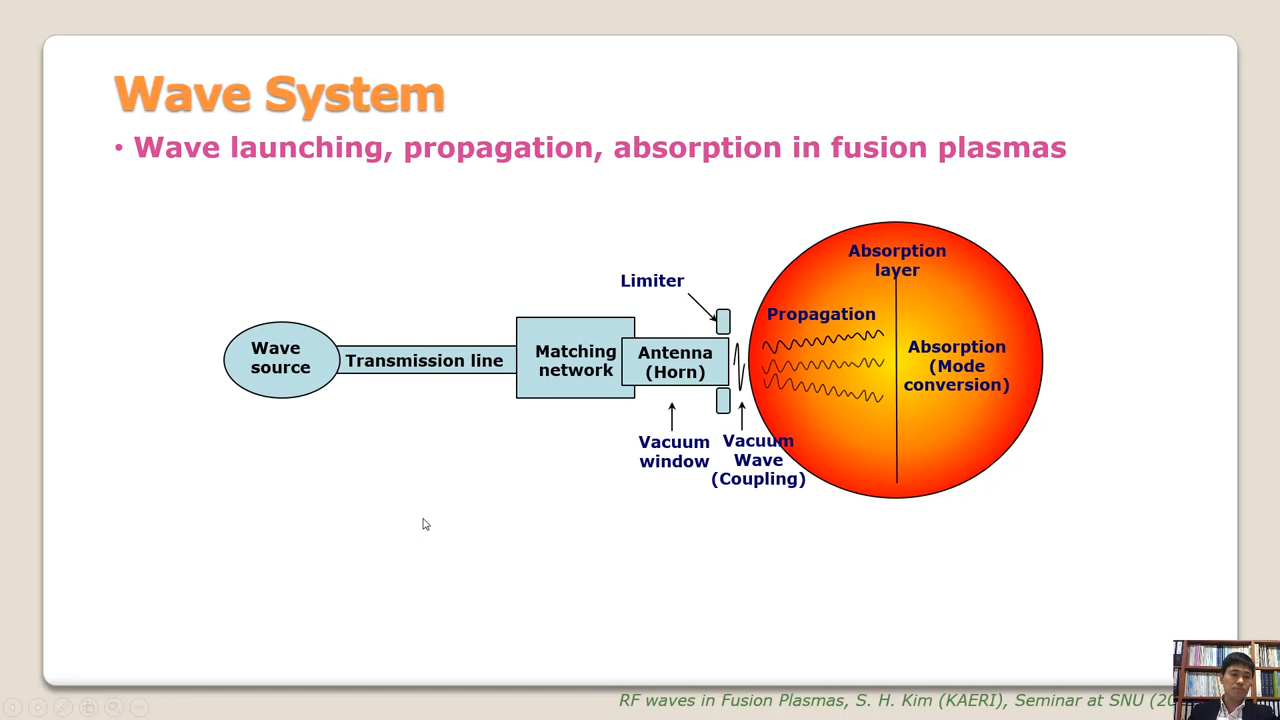 Wave System
• Wave launching, propagation, absorption in fusion plasmas
Absorption
layer
Limiter
Propagation
Wave
source
Transmission line
Matching
network
Antenna
(Horn)
Absorption
(Mode
conversion)
Vacuum
window
Vacuum
Wave
(Coupling)
RF waves in Fusion Plasmas, S. H. Kim (KAERI), Seminar at SNU (20